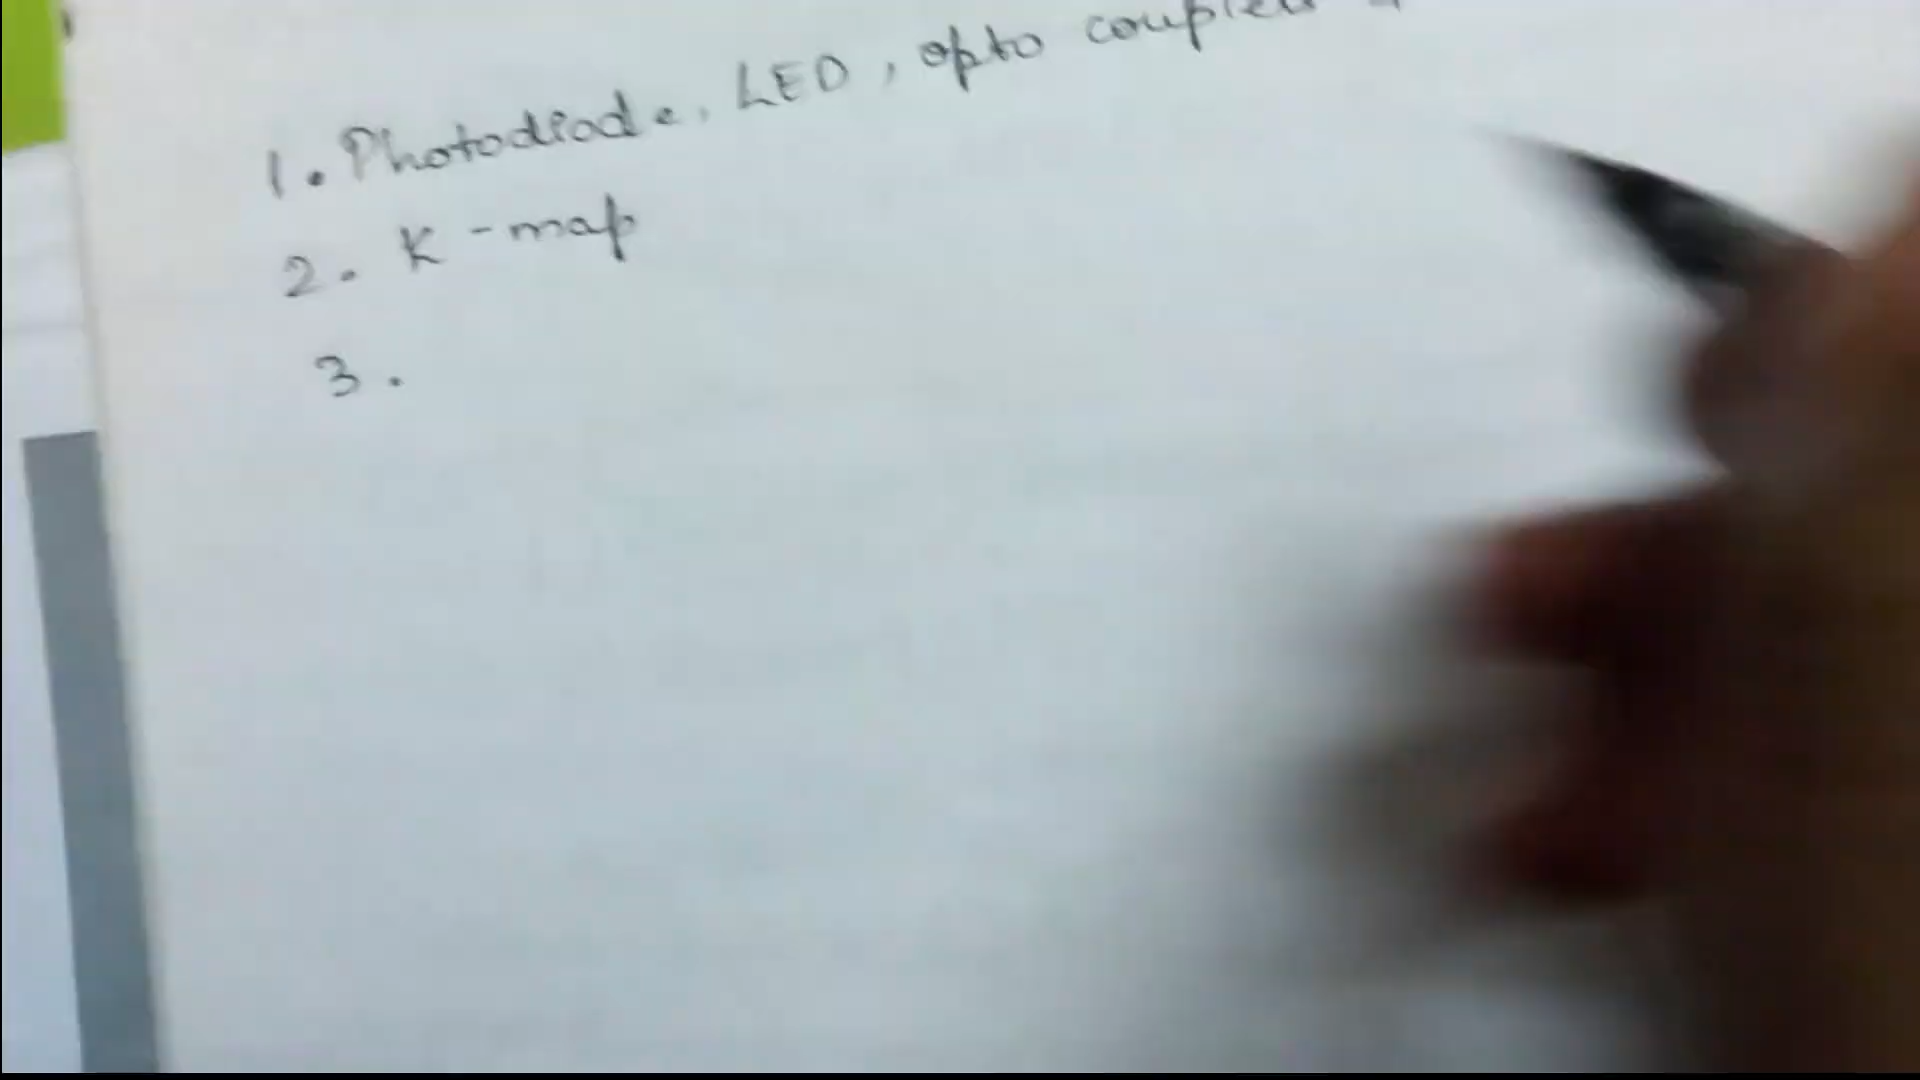 1. Photodiode, LED, opto
2. K-map
3.